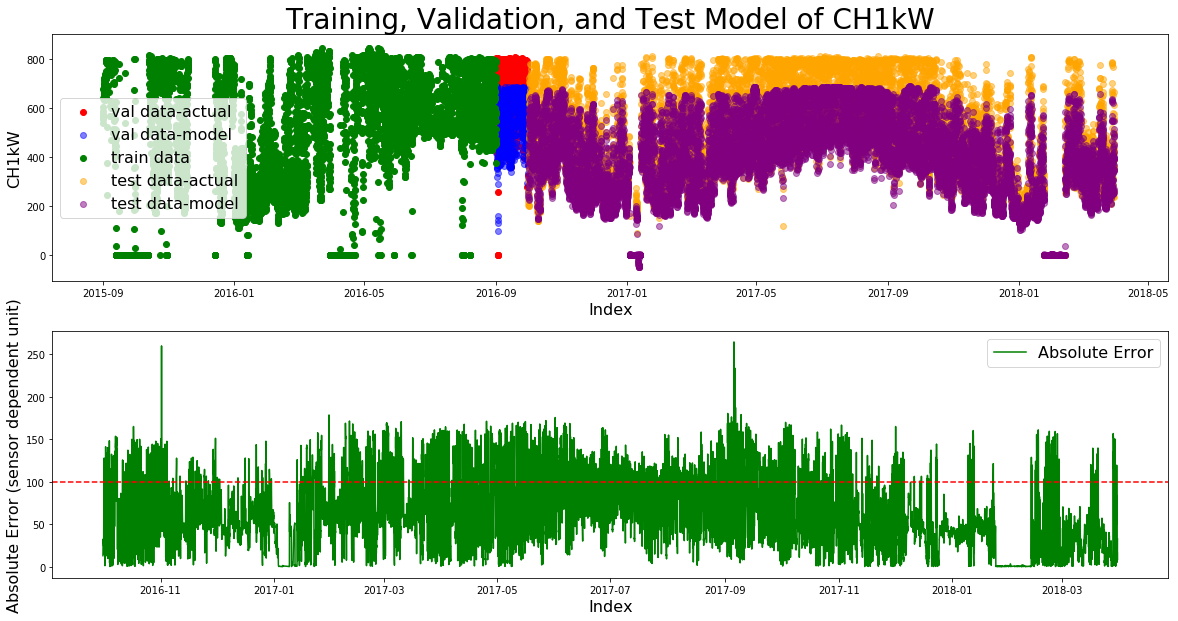 Training, Validation, and Test Model of CH1kW
CH1kW
800
600
400
200
0
val data-actual
val data-model
train data
test data-actual
test data-model
2015-09 2016-01 2016-05 2016-09 2017-01 2017-05 2017-09 2018-01 2018-05
Index
Absolute Error (sensor dependent unit)
250
200
150
100
50
0
Absolute Error
2016-11 2017-01 2017-03 2017-05 2017-07 2017-09 2017-11 2018-01 2018-03
Index